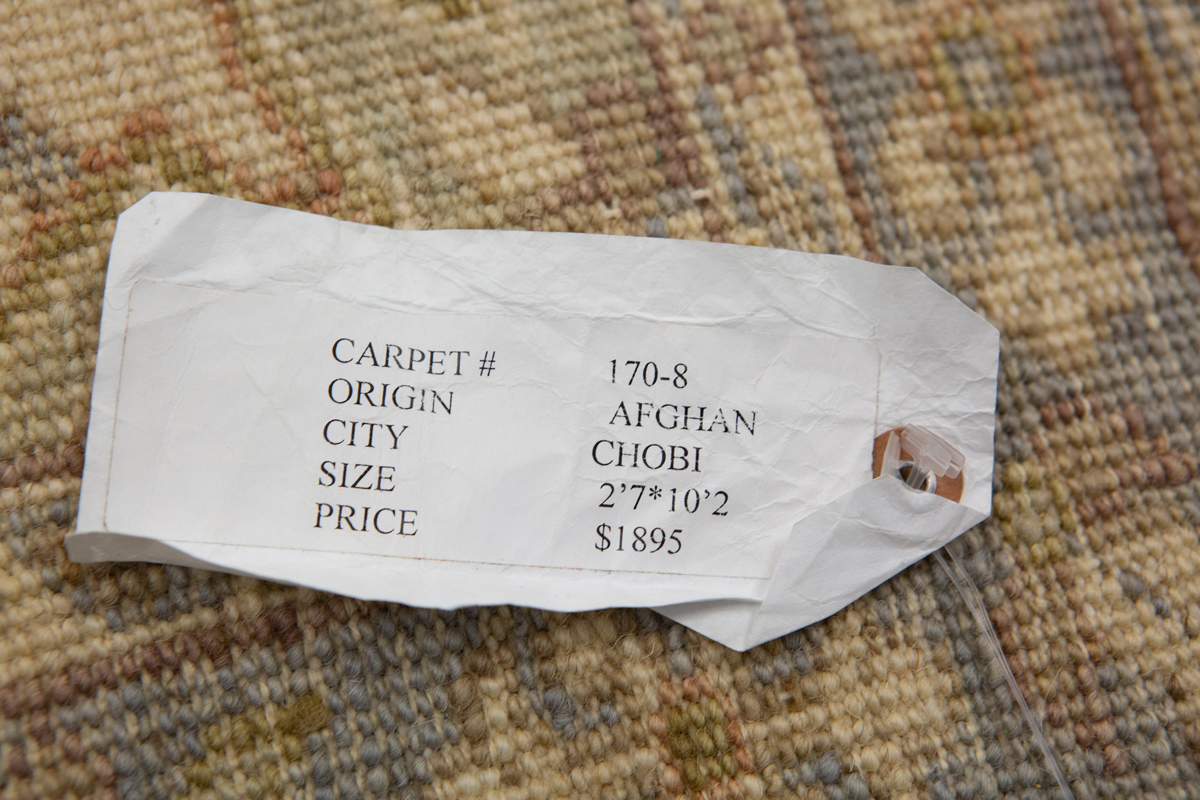 CARPET # 170-8
ORIGIN AFGHAN
CITY CHOBI
SIZE 2'7*10'2
PRICE $1895